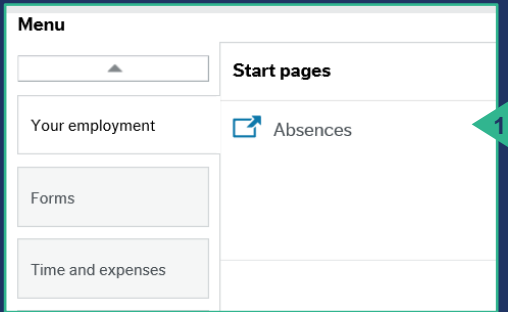 Menu
Start pages
Your employment
Absences
1
Forms
Time and expenses